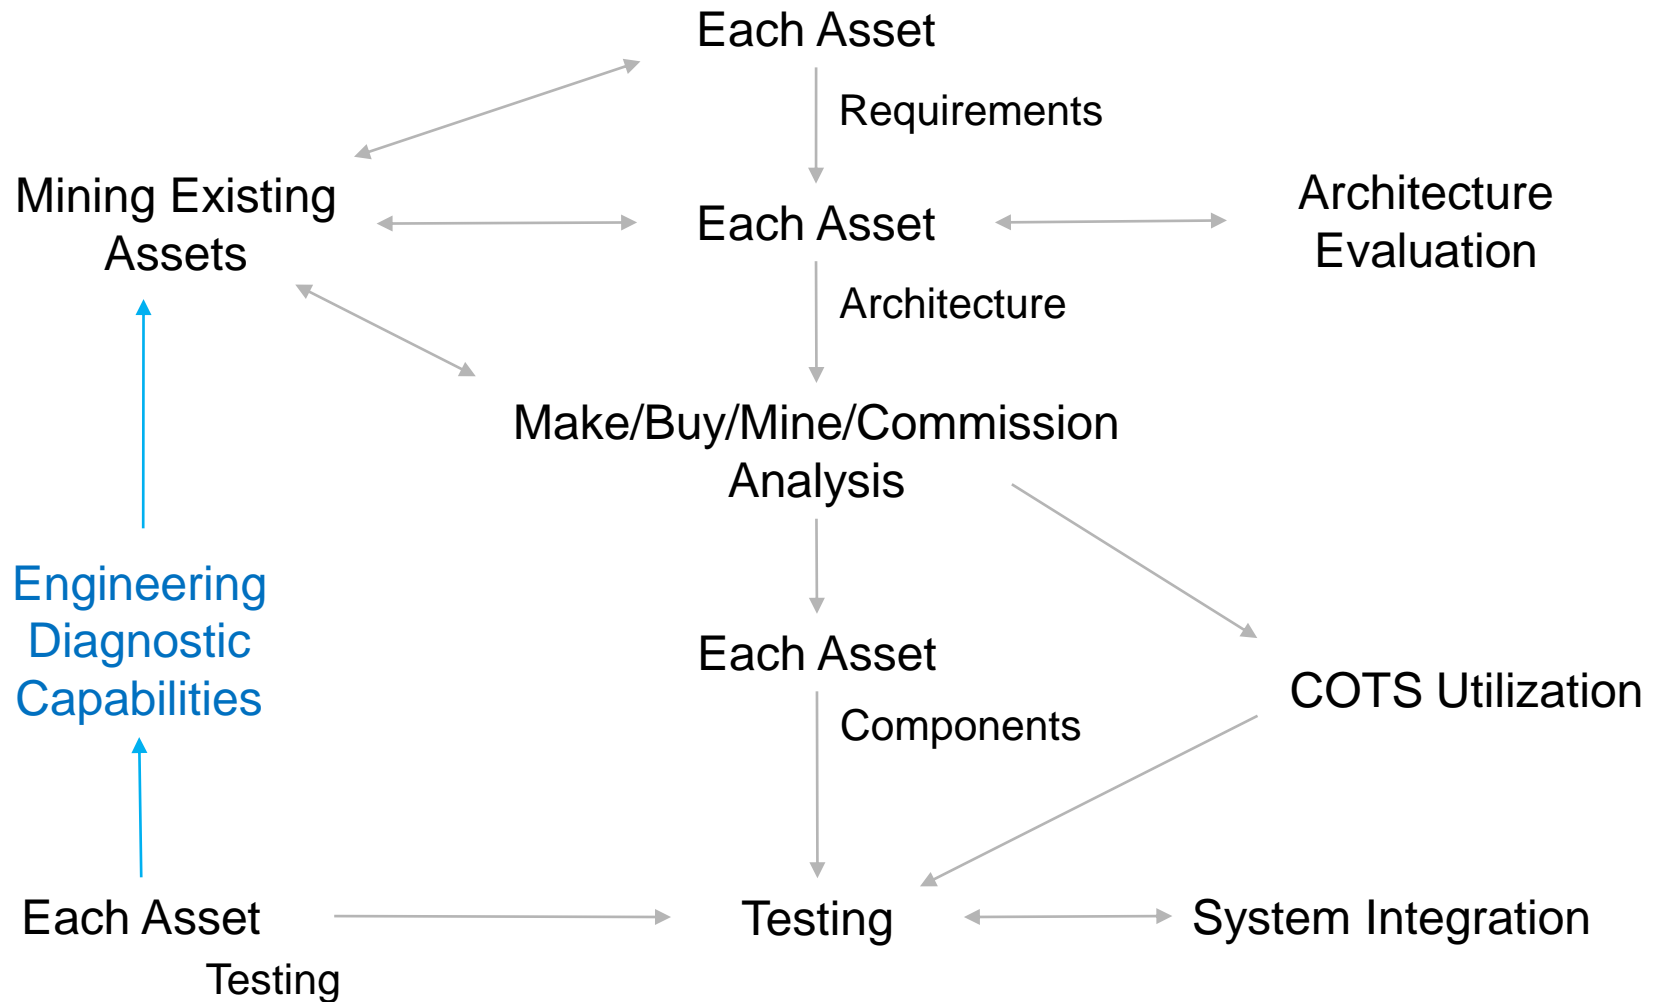 Each Asset
Requirements
Mining Existing
Assets
Each Asset
Architecture
Evaluation
Architecture
Make/Buy/Mine/Commission
Analysis
Engineering
Diagnostic
Capabilities
Each Asset
Components
COTS Utilization
Each Asset
Testing
Testing
System Integration